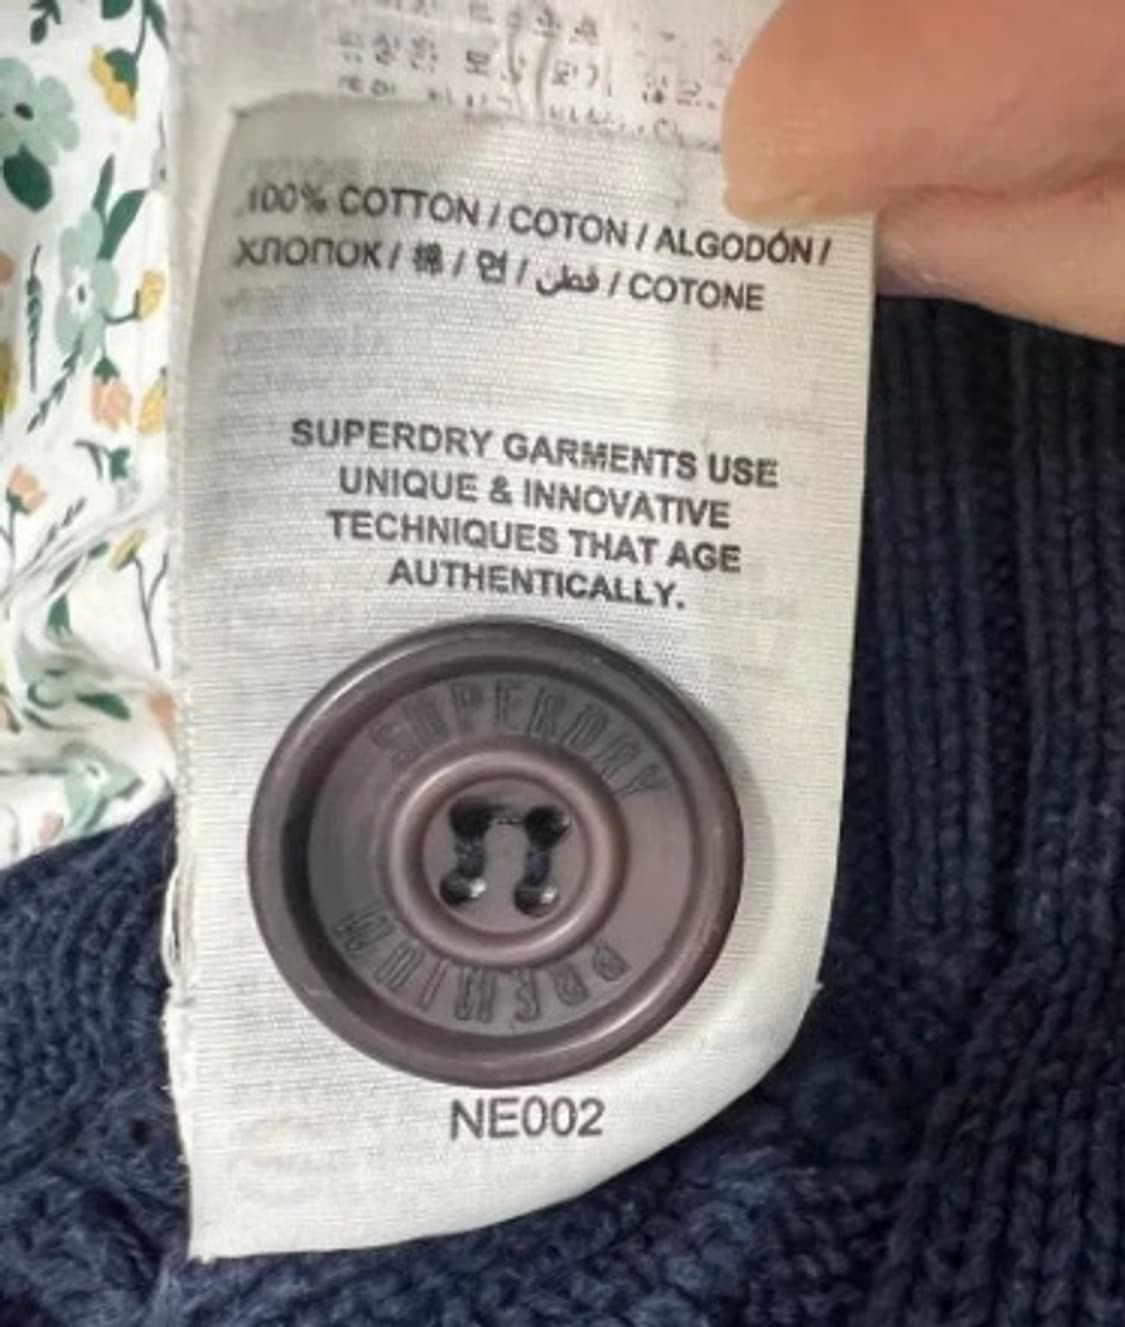 100% COTTON / COTON / ALGODÓN /
ХЛОПОК / 棉 / 면 / قطن / COTONE
SUPERDRY GARMENTS USE
UNIQUE & INNOVATIVE
TECHNIQUES THAT AGE
AUTHENTICALLY.
SUPERDRY
PREMIUM
NE002